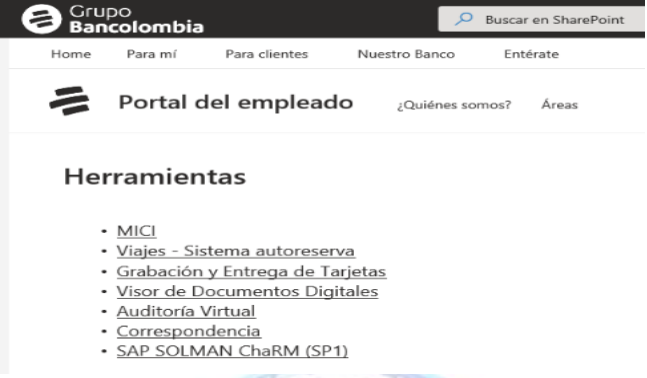 Grupo
Bancolombia
Buscar en SharePoint
Home Para mí Para clientes Nuestro Banco Entérate
Portal del empleado ¿Quiénes somos? Áreas
Herramientas
• MICI
• Viajes - Sistema autoreserva
• Grabación y Entrega de Tarjetas
• Visor de Documentos Digitales
• Auditoría Virtual
• Correspondencia
• SAP SOLMAN ChaRM (SP1)